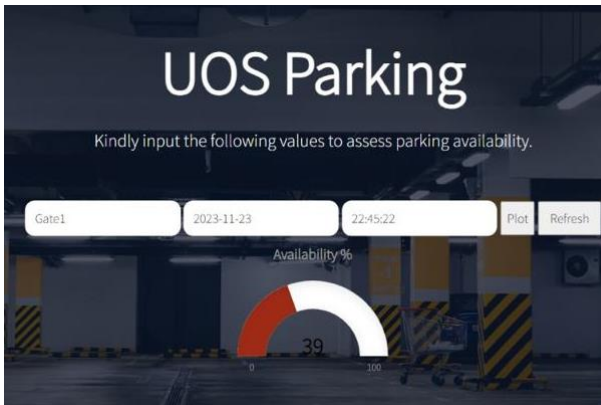 UOS Parking
Kindly input the following values to assess parking availability.
Gate1 2023-11-23 22:45:22 Plot Refresh
Availability %
39
0 100